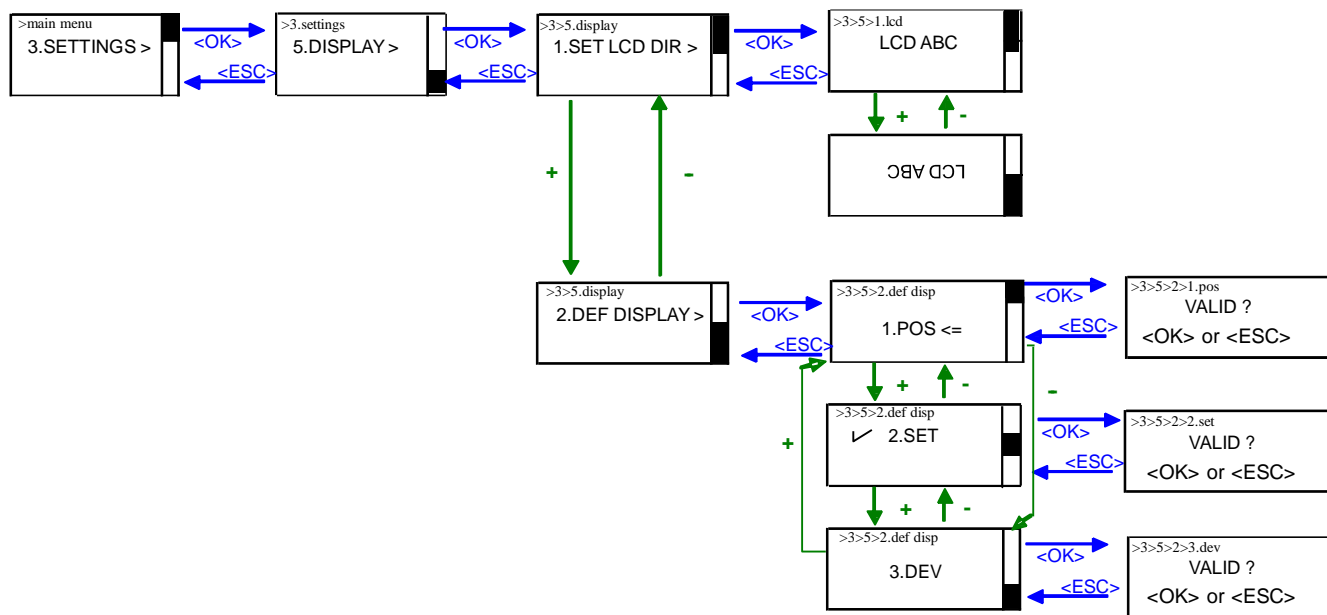 >main menu
3.SETTINGS >
<OK>
<ESC>
>3.settings
5.DISPLAY >
<OK>
<ESC>
>3>5.display
1.SET LCD DIR >
<OK>
<ESC>
>3>5>1.lcd
LCD ABC
+
-
LCD ABC
+
-
>3>5.display
2.DEF DISPLAY >
<OK>
<ESC>
>3>5>2.def disp
1.POS <=
<OK>
<ESC>
>3>5>2>1.pos
VALID ?
<OK> or <ESC>
+
-
-
+
>3>5>2.def disp
✓ 2.SET
<OK>
<ESC>
>3>5>2>2.set
VALID ?
<OK> or <ESC>
+
-
>3>5>2.def disp
3.DEV
<OK>
<ESC>
>3>5>2>3.dev
VALID ?
<OK> or <ESC>